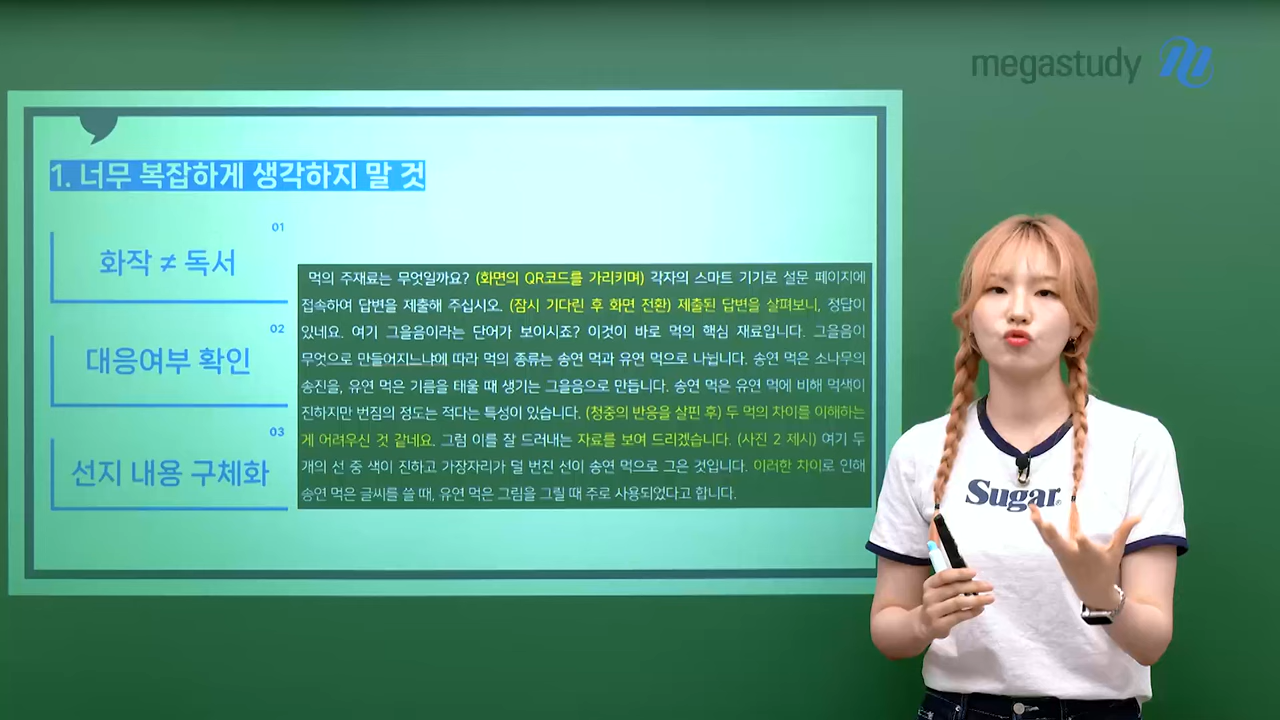 megastudy
1. 너무 복잡하게 생각하지 말 것
01
화작 ≠ 독서
02
대응여부 확인
03
선지 내용 구체화
먹의 주재료는 무엇일까요? (화면의 QR코드를 가리키며) 각자의 스마트 기기로 설문 페이지에
접속하여 답변을 제출해 주십시오. (잠시 기다린 후 화면 전환) 제출된 답변을 살펴보니, 정답이
있네요. 여기 그을음이라는 단어가 보이시죠? 이것이 바로 먹의 핵심 재료입니다. 그을음이
무엇으로 만들어지느냐에 따라 먹의 종류는 송연 먹과 유연 먹으로 나뉩니다. 송연 먹은 소나무의
송진을, 유연 먹은 기름을 태울 때 생기는 그을음으로 만듭니다. 송연 먹은 유연 먹에 비해 먹색이
진하지만 번짐의 정도는 적다는 특성이 있습니다. (청중의 반응을 살핀 후) 두 먹의 차이를 이해하는
게 어려우신 것 같네요. 그럼 이를 잘 드러내는 자료를 보여 드리겠습니다. (사진 2 제시) 여기 두
개의 선 중 색이 진하고 가장자리가 덜 번진 선이 송연 먹으로 그은 것입니다. 이러한 차이로 인해
송연 먹은 글씨를 쓸 때, 유연 먹은 그림을 그릴 때 주로 사용되었다고 합니다.
Sugar